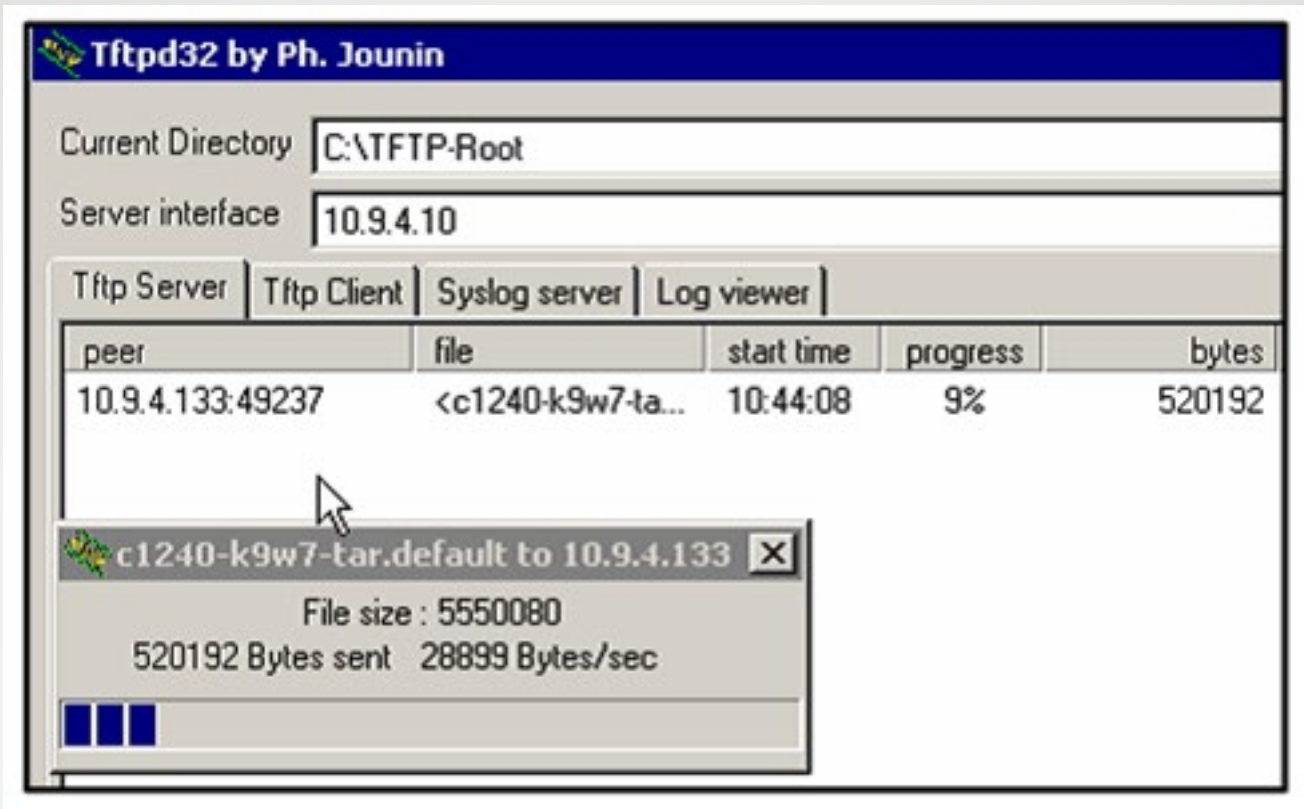 Tftpd32 by Ph. Jounin
Current Directory C:\TFTP-Root
Server interface 10.9.4.10
Tftp Server Tftp Client Syslog server Log viewer
peer file start time progress bytes
10.9.4.133:49237 <c1240-k9w7-ta... 10:44:08 9% 520192
c1240-k9w7-tar.default to 10.9.4.133
File size : 5550080
520192 Bytes sent 28899 Bytes/sec